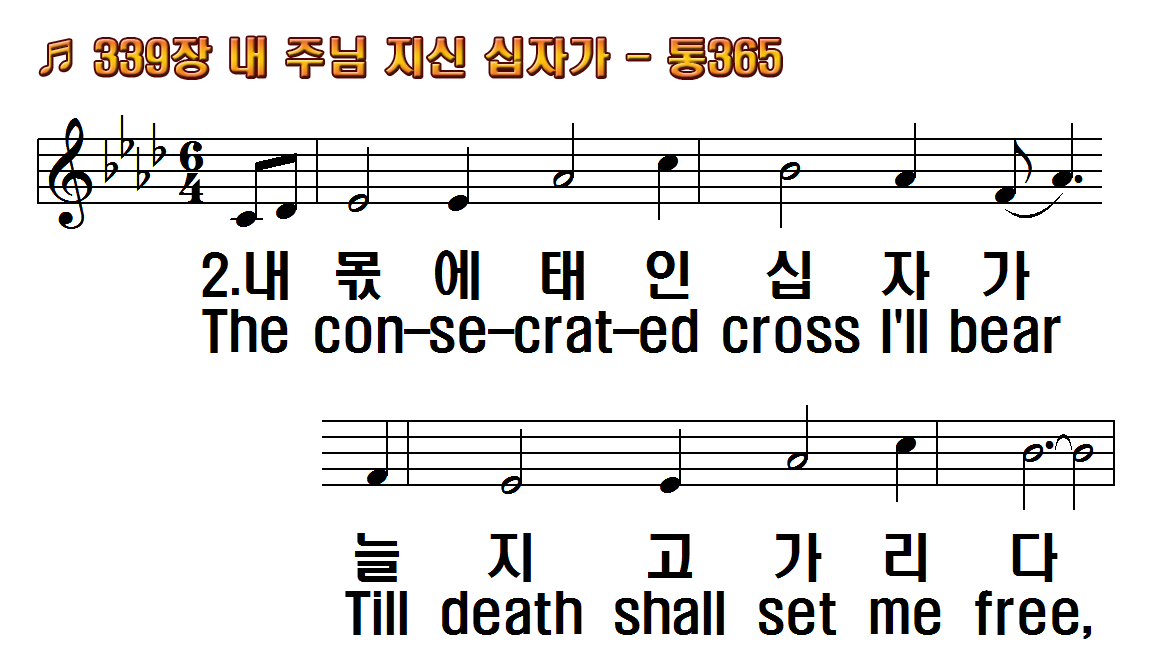 ♬ 339장 내 주님 지신 십자가 - 통365
6
4
2.내 몫에 태인 십자가
The con-se-crat-ed cross I'll bear
늘 지고 가리다
Till death shall set me free,